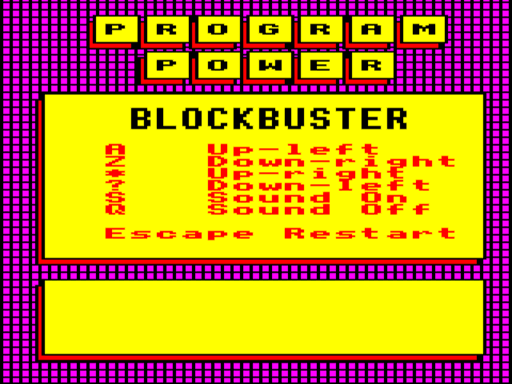 PROGRAM
POWER
BLOCKBUSTER
A Up-left
Z Down-right
* Up-right
? Down-left
S Sound On
Q Sound Off
Escape Restart